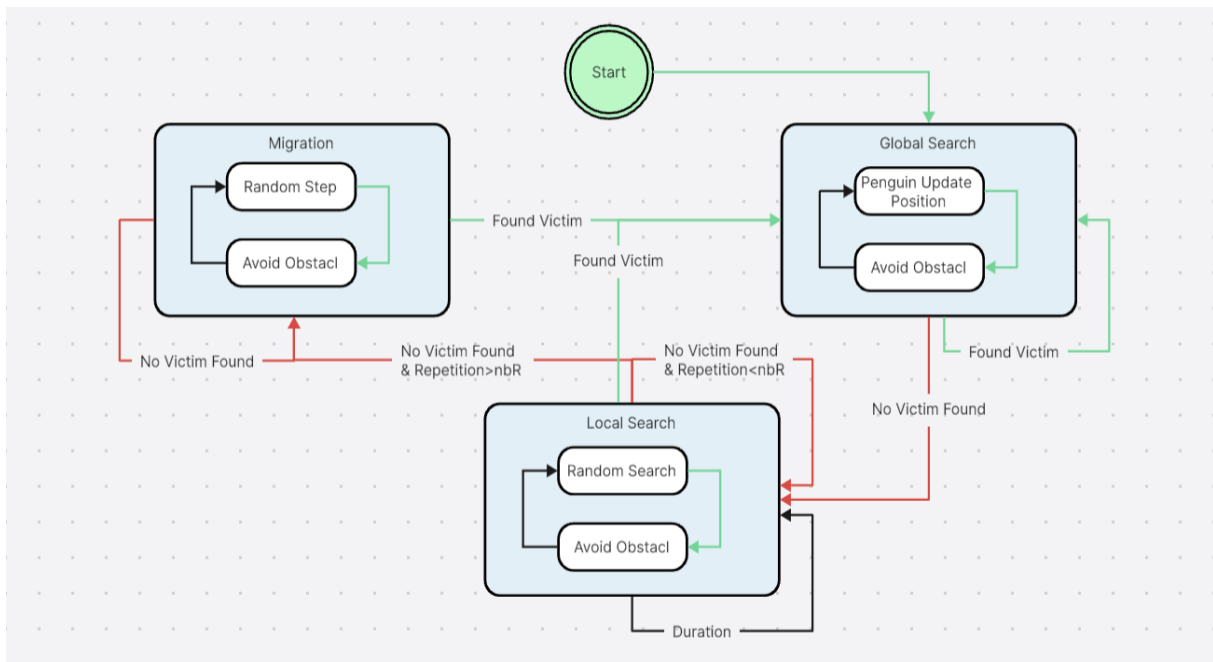 Start
Migration
Random Step
Avoid Obstacl
Global Search
Penguin Update
Position
Avoid Obstacl
Found Victim
Found Victim
No Victim Found
No Victim Found
& Repetition>nbR
No Victim Found
& Repetition<nbR
Found Victim
No Victim Found
Local Search
Random Search
Avoid Obstacl
Duration